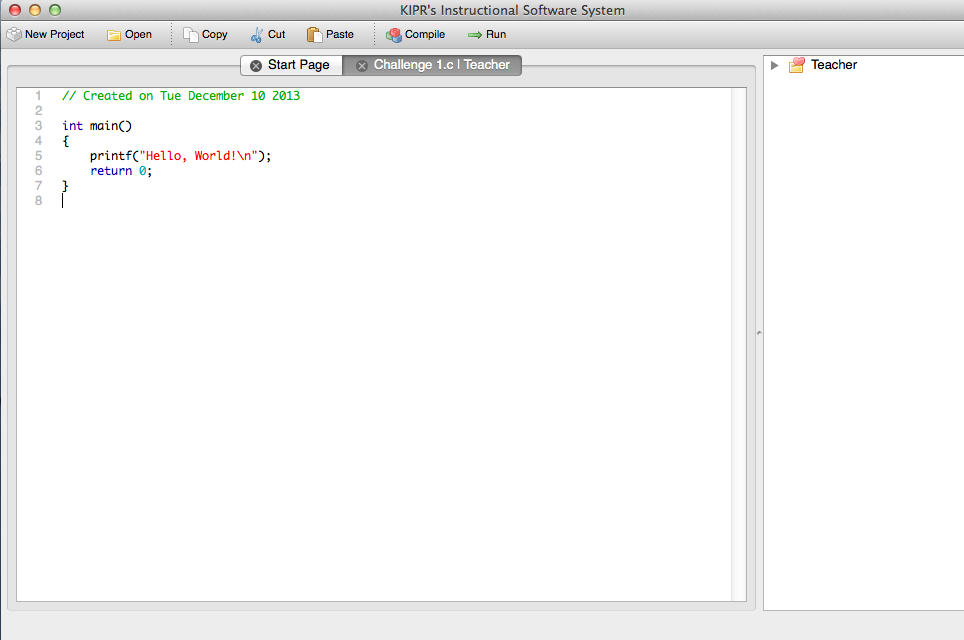 KIPR's Instructional Software System
New Project Open Copy Cut Paste Compile Run
Start Page Challenge 1.c | Teacher
Teacher
1 // Created on Tue December 10 2013
2
3 int main()
4 {
5     printf("Hello, World!\n");
6     return 0;
7 }
8